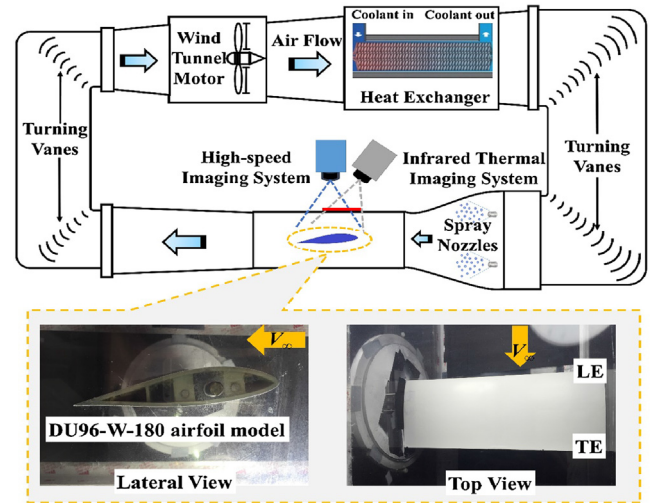 Coolant in
Coolant out
Wind
Tunnel
Motor
Air Flow
Heat Exchanger
Turning
Vanes
High-speed
Imaging System
Infrared Thermal
Imaging System
Turning
Vanes
Spray
Nozzles
V∞
DU96-W-180 airfoil model
Lateral View
V∞
LE
TE
Top View